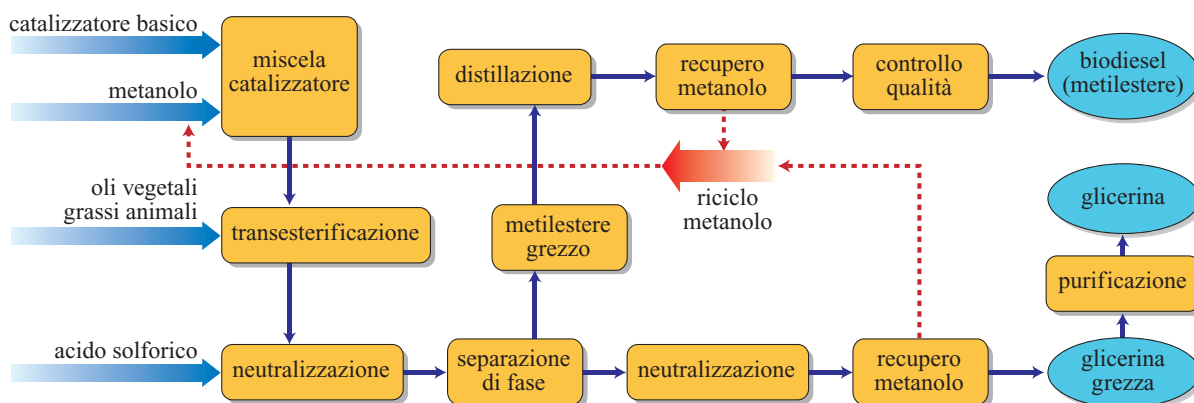 catalizzatore basico
metanolo
miscela
catalizzatore
distillazione
recupero
metanolo
controllo
qualità
biodiesel
(metilestere)
oli vegetali
grassi animali
transesterificazione
metilestere
grezzo
riciclo
metanolo
glicerina
purificazione
acido solforico
neutralizzazione
separazione
di fase
neutralizzazione
recupero
metanolo
glicerina
grezza